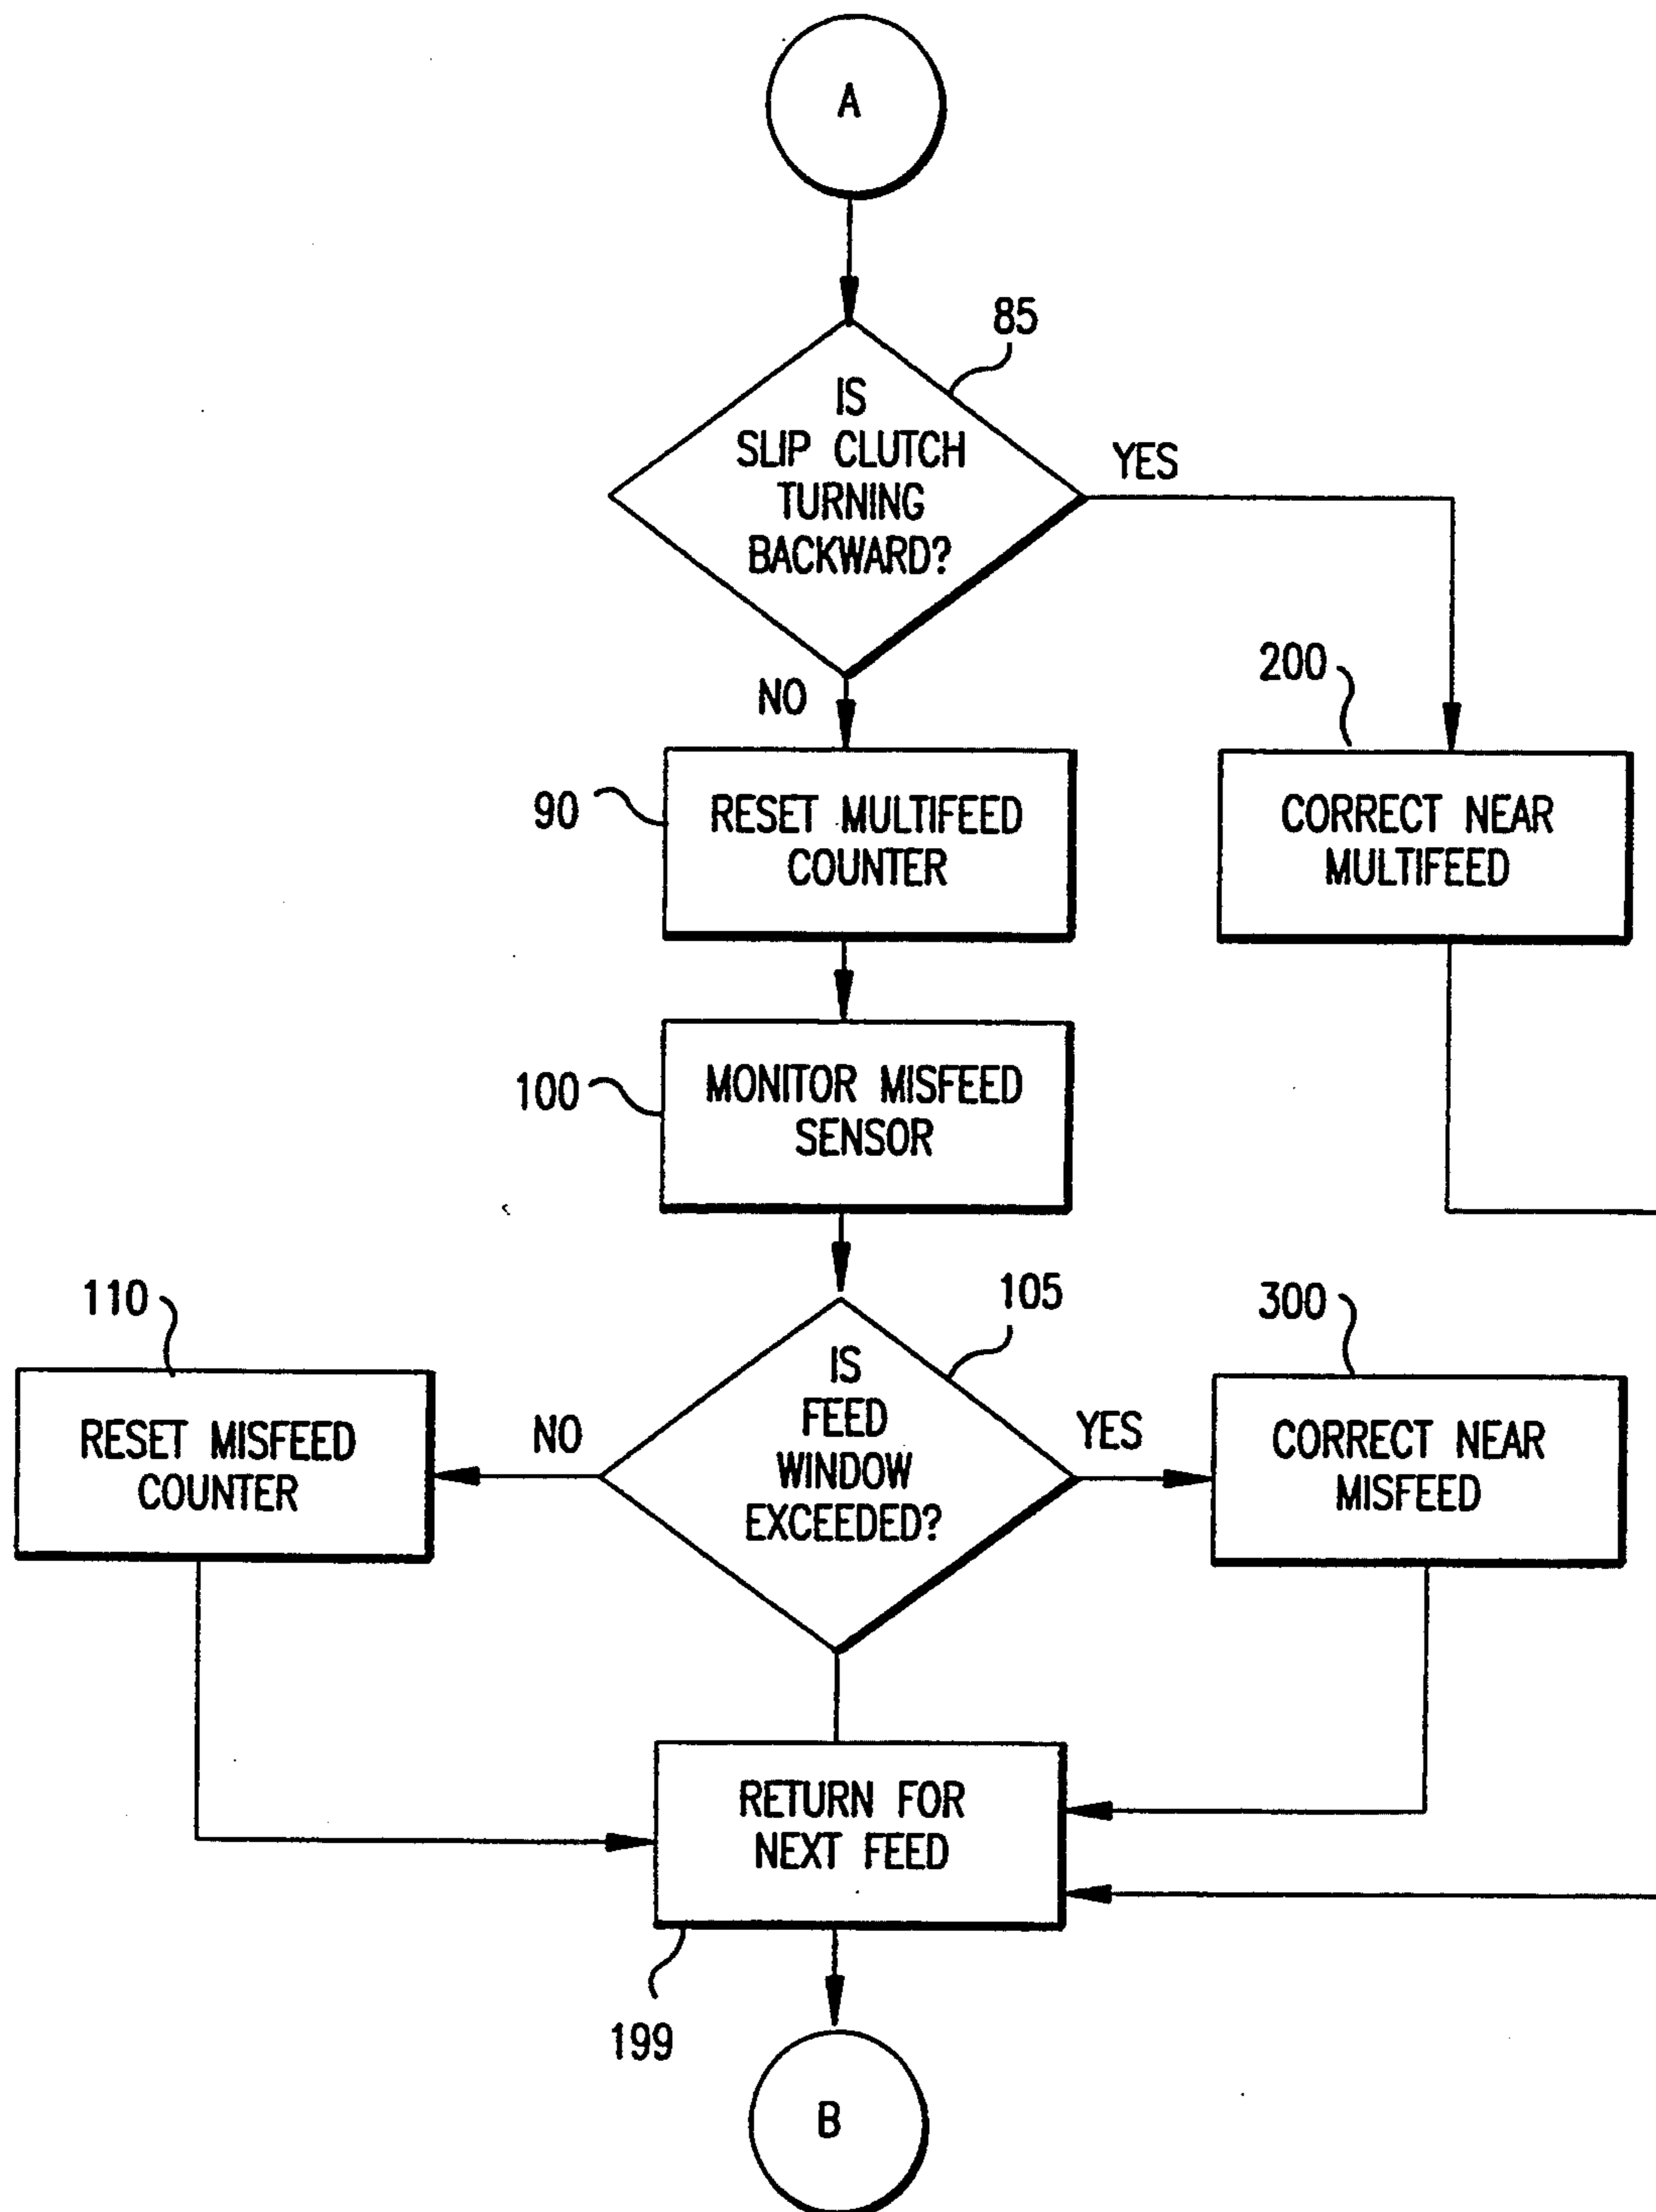 A
85
IS
SLIP CLUTCH
TURNING
BACKWARD?
YES
NO
200
90
RESET MULTIFEED
COUNTER
CORRECT NEAR
MULTIFEED
100
MONITOR MISFEED
SENSOR
110
105
300
RESET MISFEED
COUNTER
NO
IS
FEED
WINDOW
EXCEEDED?
YES
CORRECT NEAR
MISFEED
RETURN FOR
NEXT FEED
199
B